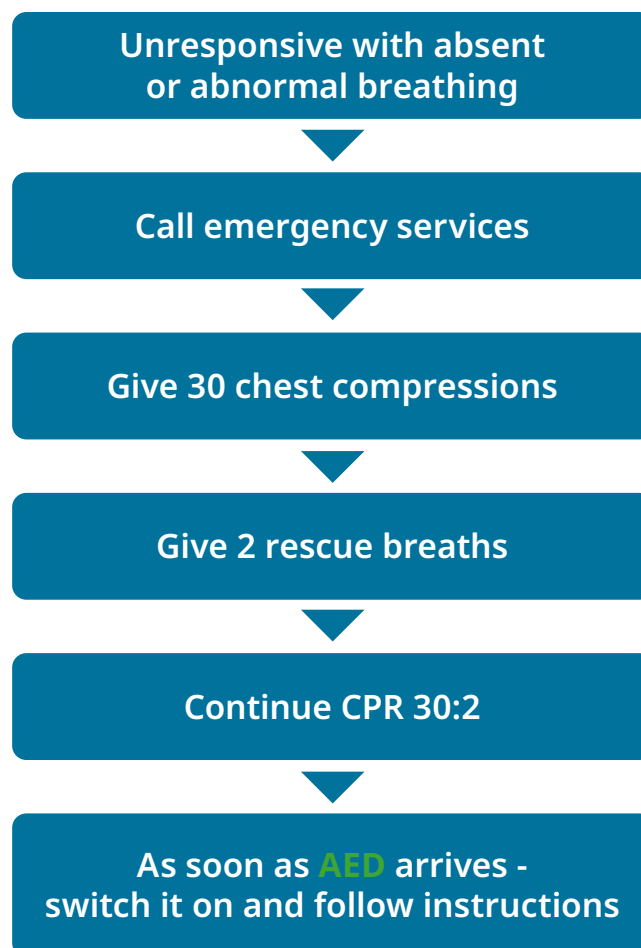 Unresponsive with absent
or abnormal breathing
Call emergency services
Give 30 chest compressions
Give 2 rescue breaths
Continue CPR 30:2
As soon as AED arrives -
switch it on and follow instructions